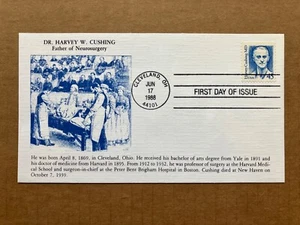 DR. HARVEY W. CUSHING
Father of Neurosurgery
CLEVELAND, OH
JUN
17
1988
44101
FIRST DAY OF ISSUE
45
He was born April 8, 1869, in Cleveland, Ohio. He received his bachelor of arts degree from Yale in 1891 and
his doctor of medicine from Harvard in 1895. From 1912 to 1932, he was professor of surgery at the Harvard Medi-
cal School and surgeon-in-chief at the Peter Bent Brigham Hospital in Boston. Cushing died at New Haven on
October 7, 1939.